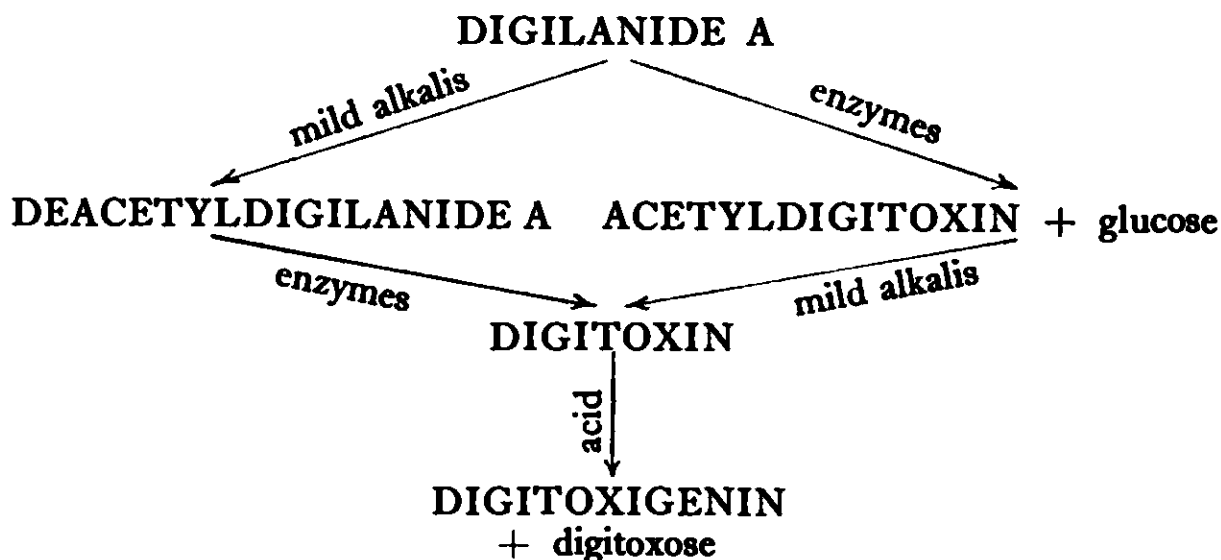 DIGILANIDE A
mild alkalis
enzymes
DEACETYLDIGILANIDE A ACETYLDIGITOXIN + glucose
enzymes
mild alkalis
DIGITOXIN
acid
DIGITOXIGENIN
+ digitoxose